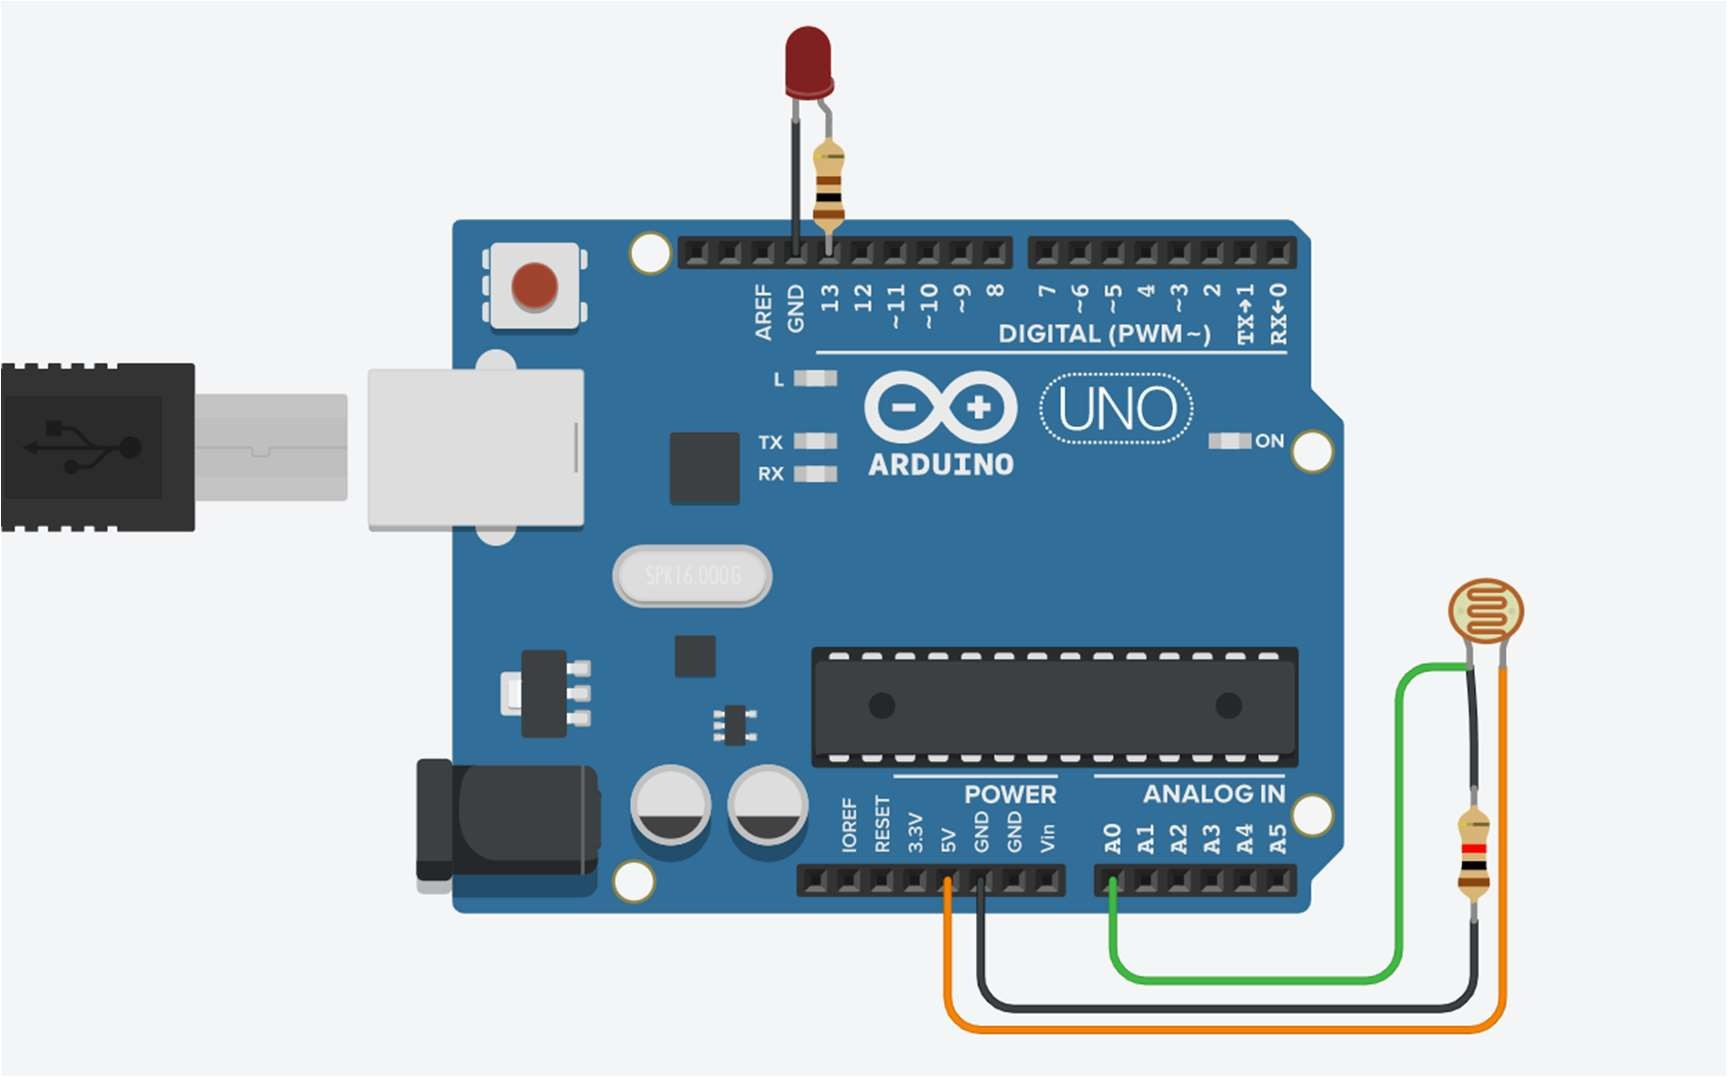 AREF
GND
13
12
~11
~10
~9
8
7
~6
~5
4
~3
2
TX→1
RX←0
DIGITAL (PWM~)
L
TX
RX
ARDUINO
UNO
ON
SPK16.000G
POWER
ANALOG IN
IOREF
RESET
3.3V
5V
GND
GND
Vin
A0
A1
A2
A3
A4
A5